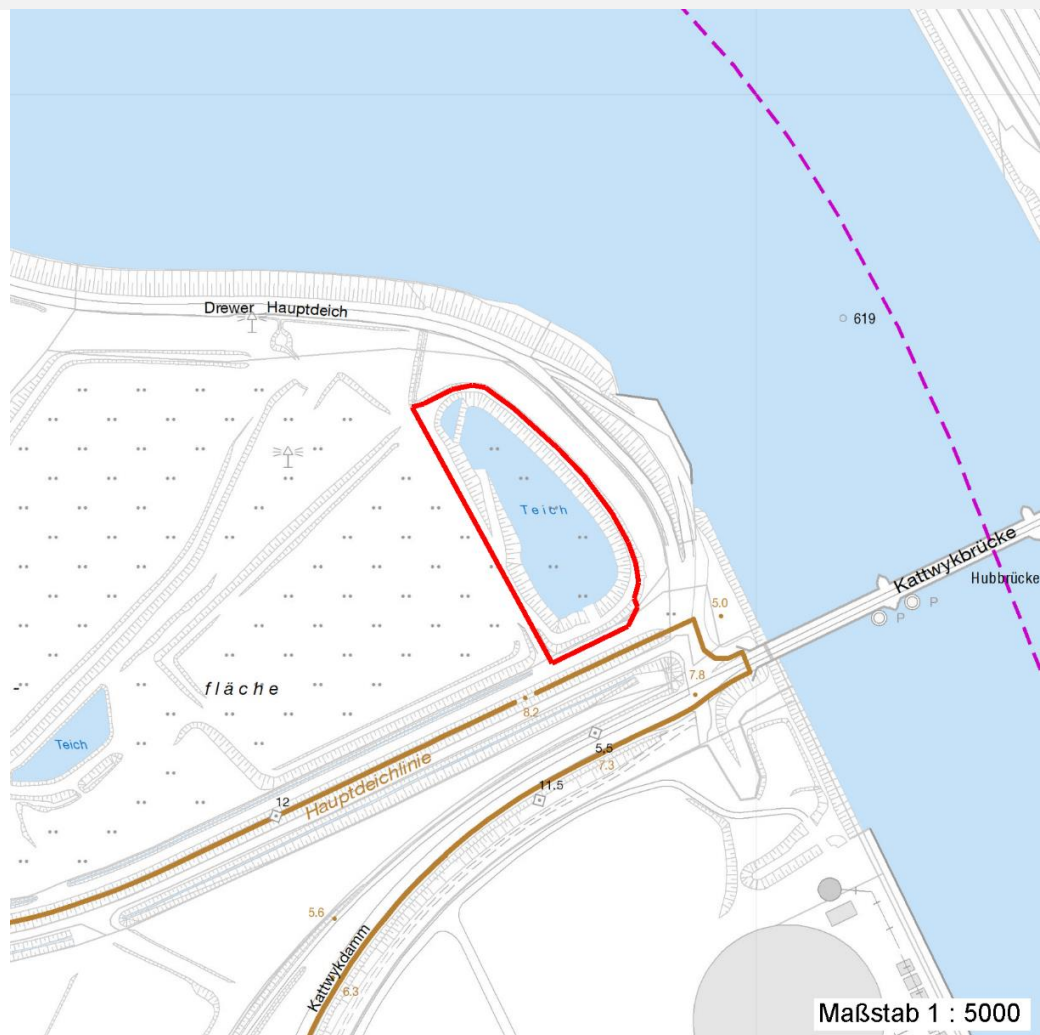 Drewer Hauptdeich
619
Teich
Kattwykbrücke
Hubbrücke
P
P
5.0
fläche
7.8
8.2
Teich
5.5
7.3
Hauptdeichlinie
11.5
12
5.6
Kattwykdamm
6.3
Maßstab 1 : 5000